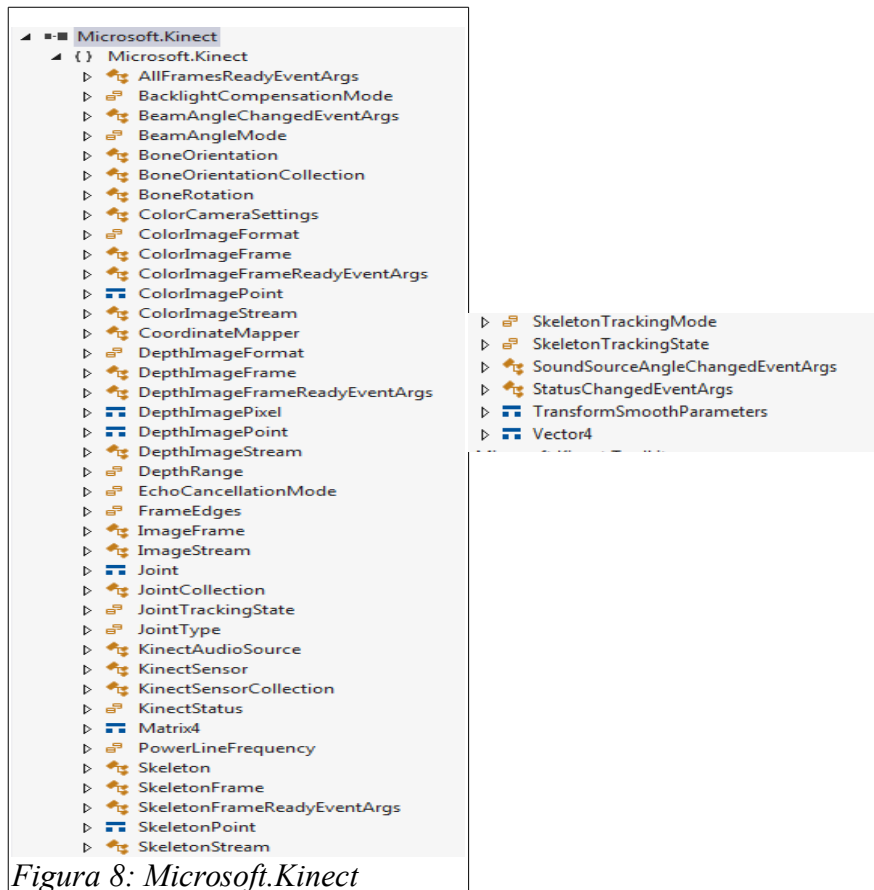 Microsoft.Kinect
{ } Microsoft.Kinect
AllFramesReadyEventArgs
BacklightCompensationMode
BeamAngleChangedEventArgs
BeamAngleMode
BoneOrientation
BoneOrientationCollection
BoneRotation
ColorCameraSettings
ColorImageFormat
ColorImageFrame
ColorImageFrameReadyEventArgs
ColorImagePoint
ColorImageStream
CoordinateMapper
DepthImageFormat
DepthImageFrame
DepthImageFrameReadyEventArgs
DepthImagePixel
DepthImagePoint
DepthImageStream
DepthRange
EchoCancellationMode
FrameEdges
ImageFrame
ImageStream
Joint
JointCollection
JointTrackingState
JointType
KinectAudioSource
KinectSensor
KinectSensorCollection
KinectStatus
Matrix4
PowerLineFrequency
Skeleton
SkeletonFrame
SkeletonFrameReadyEventArgs
SkeletonPoint
SkeletonStream
Figura 8: Microsoft.Kinect
SkeletonTrackingMode
SkeletonTrackingState
SoundSourceAngleChangedEventArgs
StatusChangedEventArgs
TransformSmoothParameters
Vector4